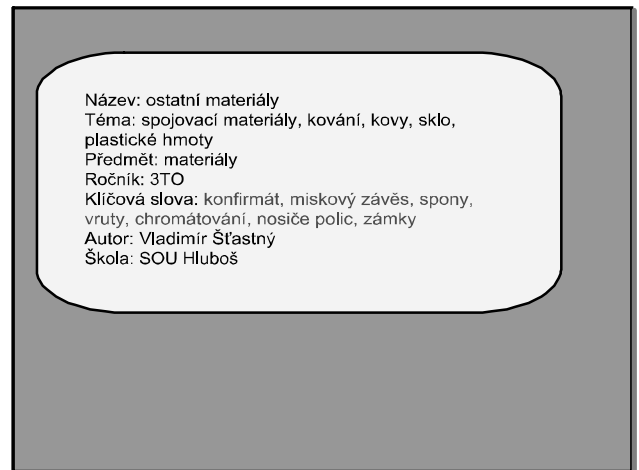 Název: ostatní materiály
Téma: spojovací materiály, kování, kovy, sklo,
plastické hmoty
Předmět: materiály
Ročník: 3TO
Klíčová slova: konfirmát, miskový závěs, spony,
vruty, chromátování, nosiče polic, zámky
Autor: Vladimír Šťastný
Škola: SOU Hluboš